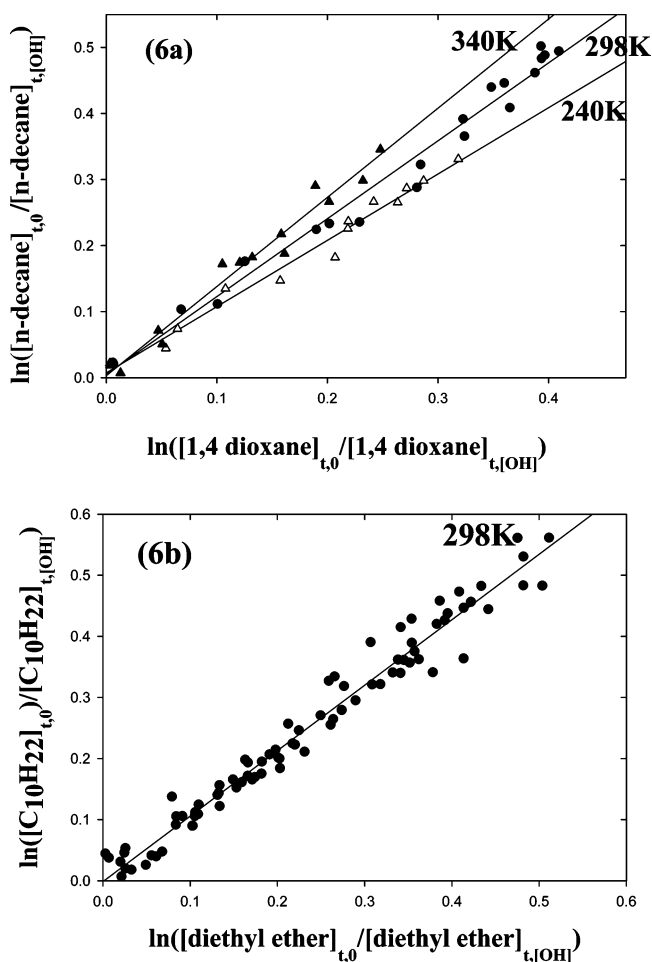 (6a)
340K
298K
240K
0.5
0.4
0.3
0.2
0.1
0.0
ln([n-decane]t,0/[n-decane]t,[OH]
0.0 0.1 0.2 0.3 0.4
ln([1,4 dioxane]t,0/[1,4 dioxane]t,[OH])
(6b)
298K
0.6
0.5
0.4
0.3
0.2
0.1
0.0
ln([C10H22]t,0)/[C10H22]t,[OH])
0.0 0.1 0.2 0.3 0.4 0.5 0.6
ln([diethyl ether]t,0/[diethyl ether]t,[OH])